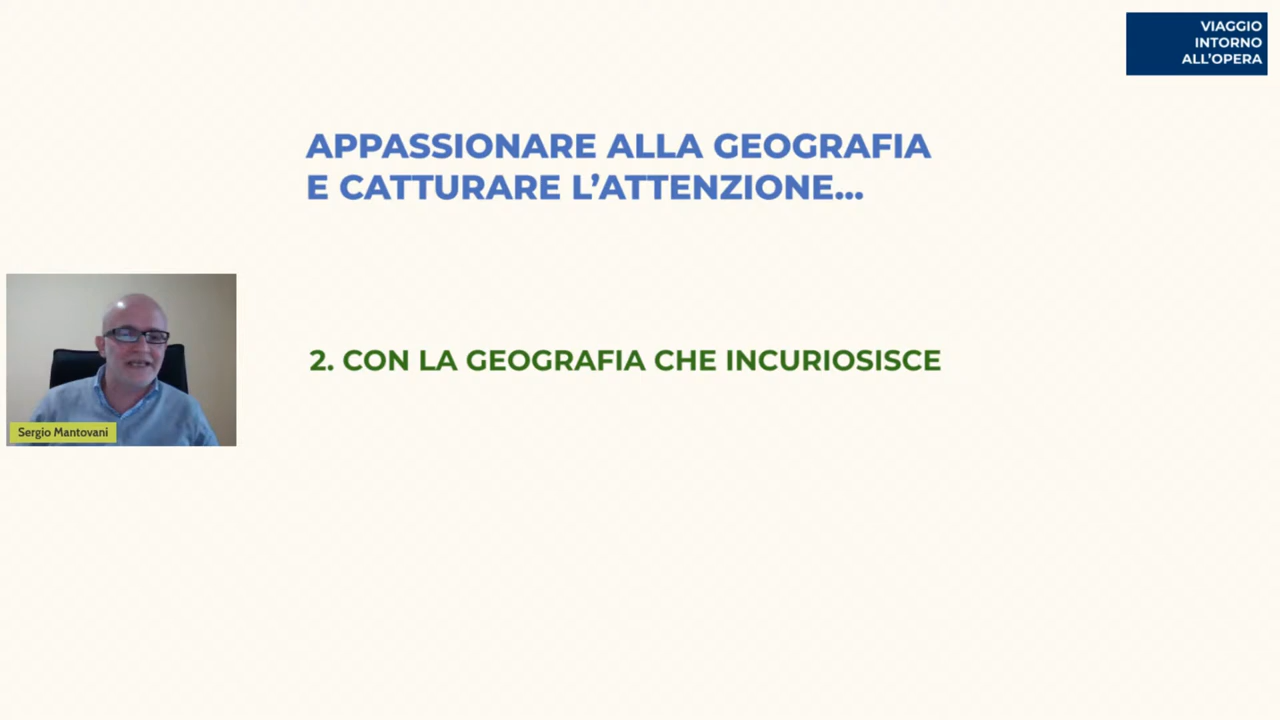 VIAGGIO
INTORNO
ALL'OPERA
APPASSIONARE ALLA GEOGRAFIA
E CATTURARE L’ATTENZIONE...
2. CON LA GEOGRAFIA CHE INCURIOSISCE
Sergio Mantovani